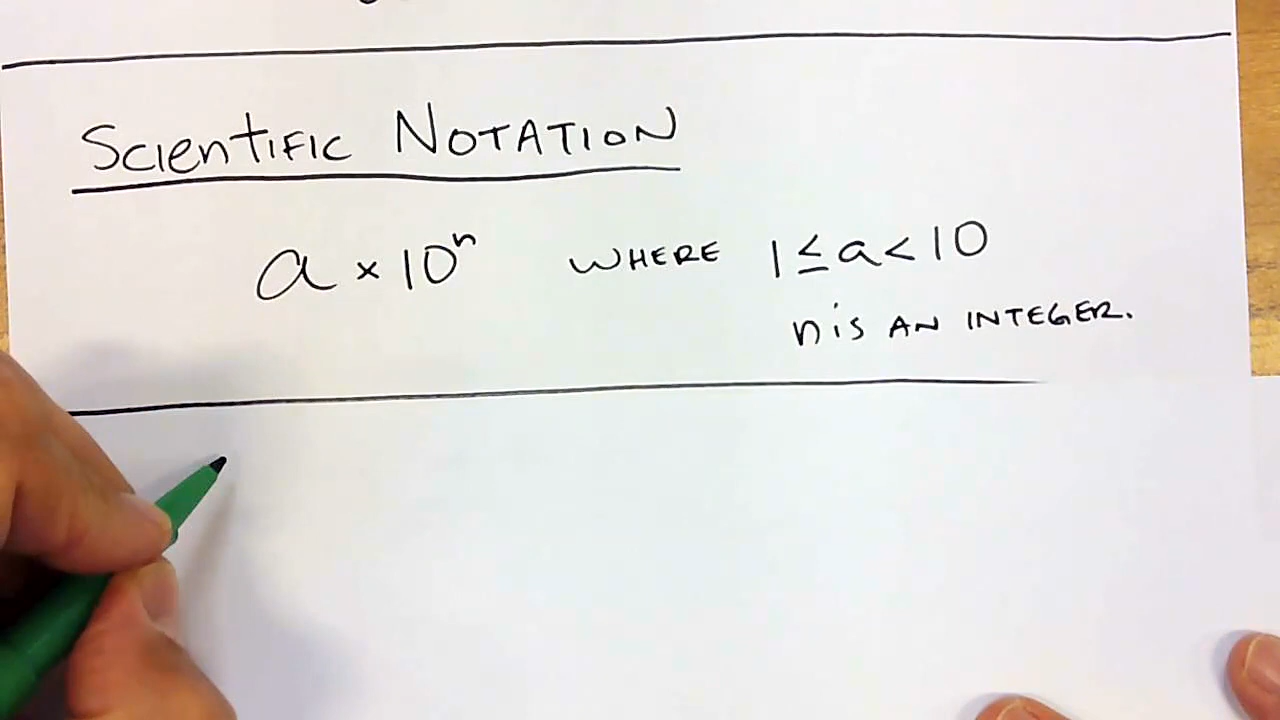 Scientific Notation
a × 10ⁿ where 1 ≤ a < 10
n is an integer.